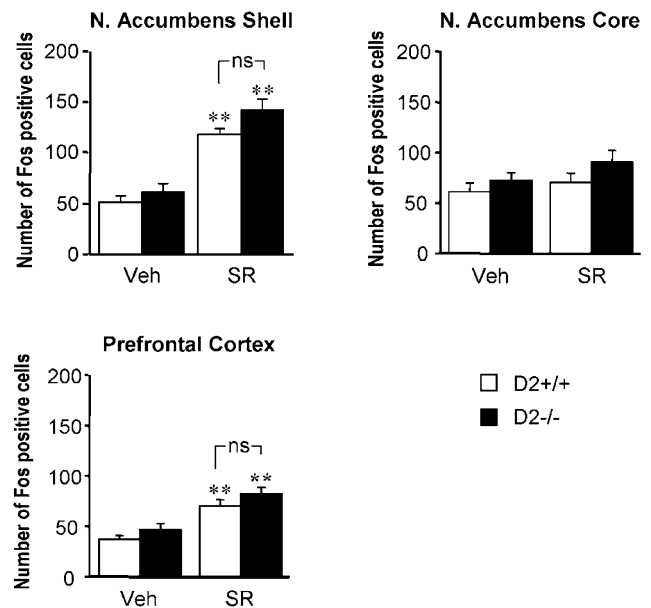 N. Accumbens Shell
Number of Fos positive cells
200
150
100
50
0
ns
**
**
Veh
SR
N. Accumbens Core
Number of Fos positive cells
200
150
100
50
0
Veh
SR
Prefrontal Cortex
Number of Fos positive cells
200
150
100
50
0
ns
**
**
Veh
SR
D2+/+
D2-/-